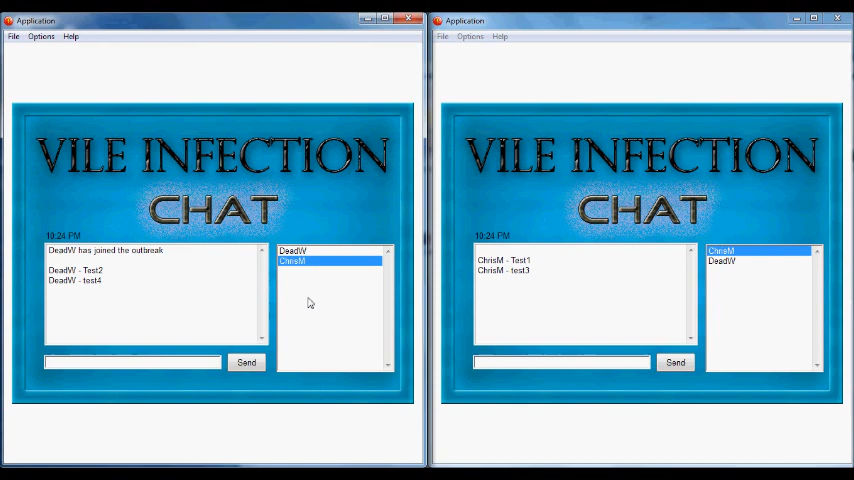 Application
File Options Help
VILE INFECTION
CHAT
10:24 PM
DeadW has joined the outbreak
DeadW - Test2
DeadW - test4
DeadW
ChrisM
Send
Application
File Options Help
VILE INFECTION
CHAT
10:24 PM
ChrisM - Test1
ChrisM - test3
ChrisM
DeadW
Send